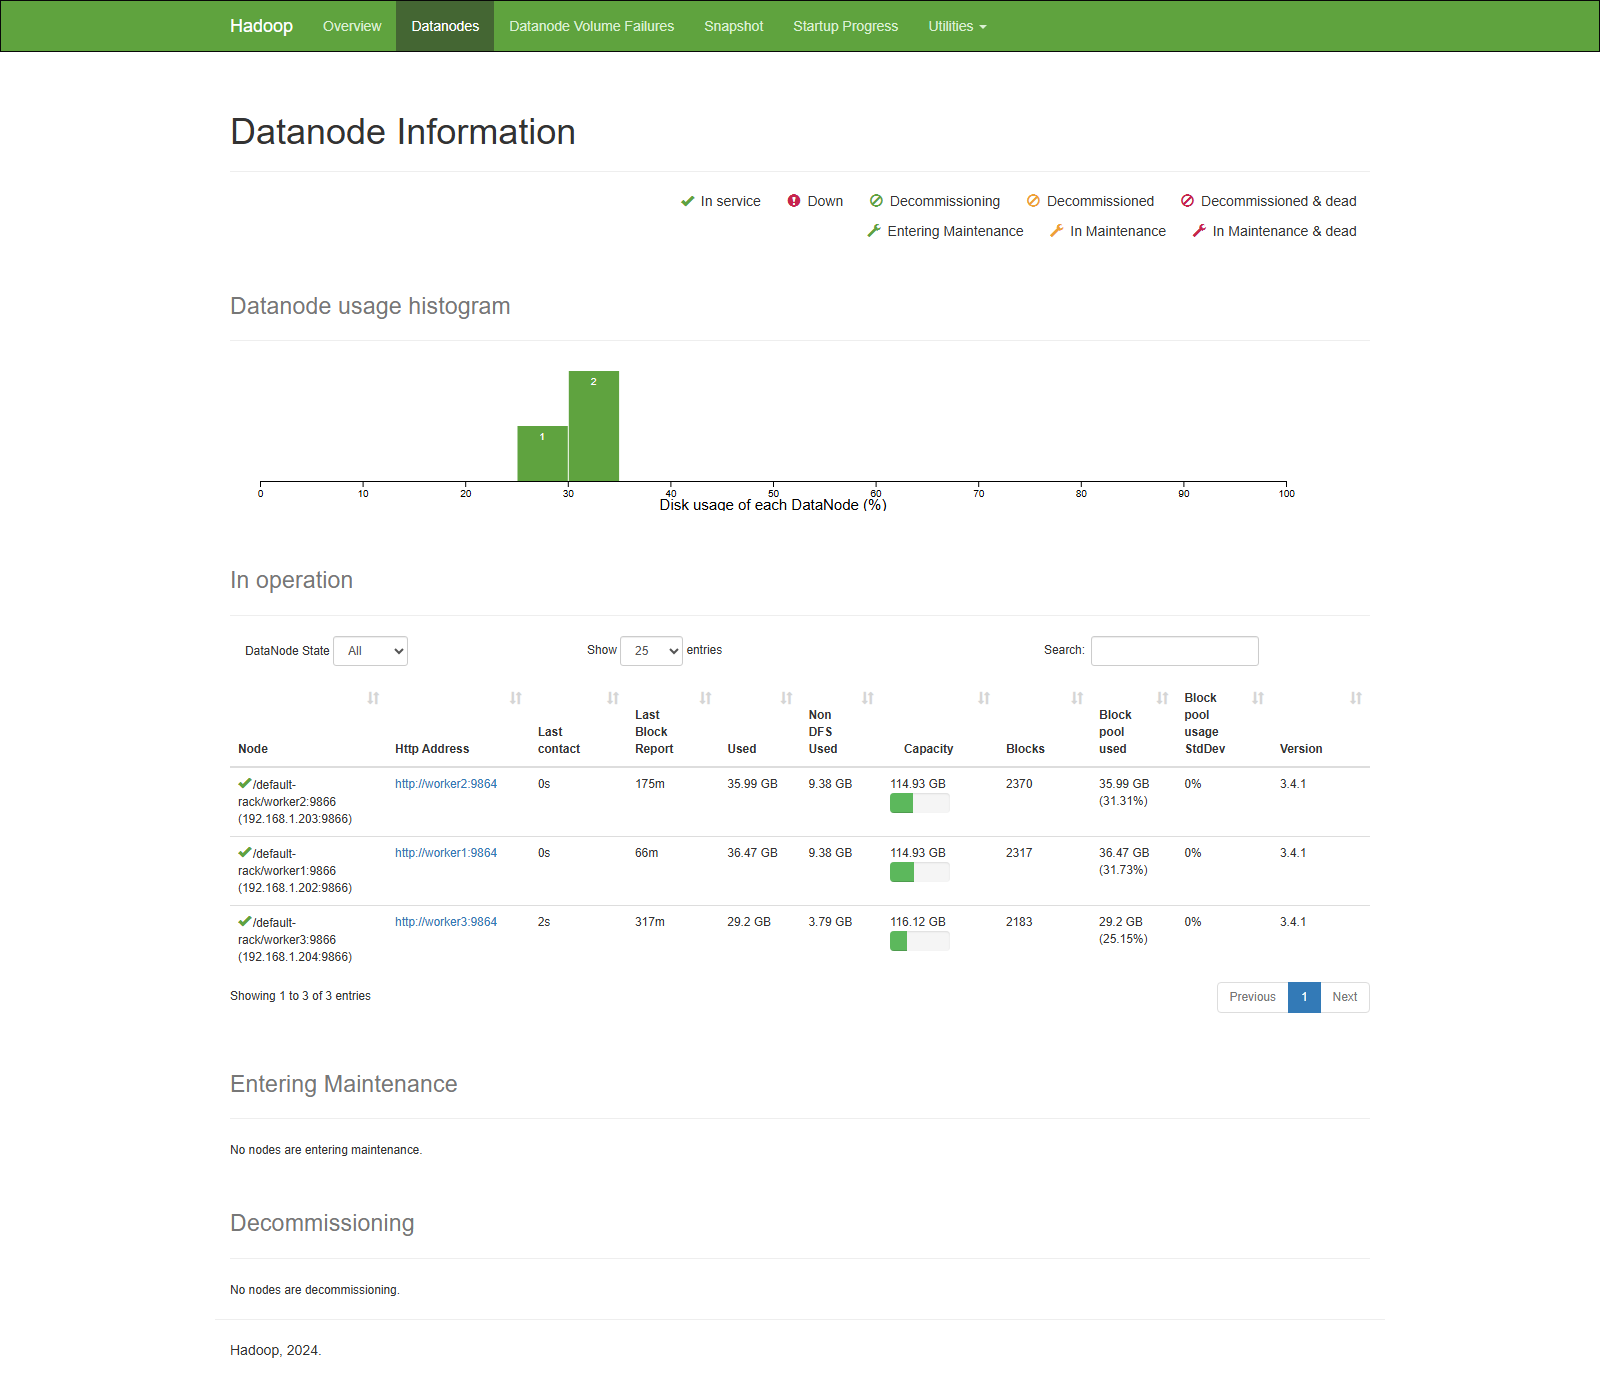 Hadoop Overview Datanodes Datanode Volume Failures Snapshot Startup Progress Utilities
Datanode Information
In service Down Decommissioning Decommissioned Decommissioned & dead
Entering Maintenance In Maintenance In Maintenance & dead
Datanode usage histogram
2
1
0 10 20 30 40 50 60 70 80 90 100
Disk usage of each DataNode (%)
In operation
DataNode State All Show 25 entries Search:
Node Http Address Last contact Last Block Report Used Non DFS Used Capacity Blocks Block pool used Block pool usage StdDev Version
/default- http://worker2:9864 0s 175m 35.99 GB 9.38 GB 114.93 GB 2370 35.99 GB 0% 3.4.1
rack/worker2:9866 (31.31%)
(192.168.1.203:9866)
/default- http://worker1:9864 0s 66m 36.47 GB 9.38 GB 114.93 GB 2317 36.47 GB 0% 3.4.1
rack/worker1:9866 (31.73%)
(192.168.1.202:9866)
/default- http://worker3:9864 2s 317m 29.2 GB 3.79 GB 116.12 GB 2183 29.2 GB 0% 3.4.1
rack/worker3:9866 (25.15%)
(192.168.1.204:9866)
Showing 1 to 3 of 3 entries Previous 1 Next
Entering Maintenance
No nodes are entering maintenance.
Decommissioning
No nodes are decommissioning.
Hadoop, 2024.